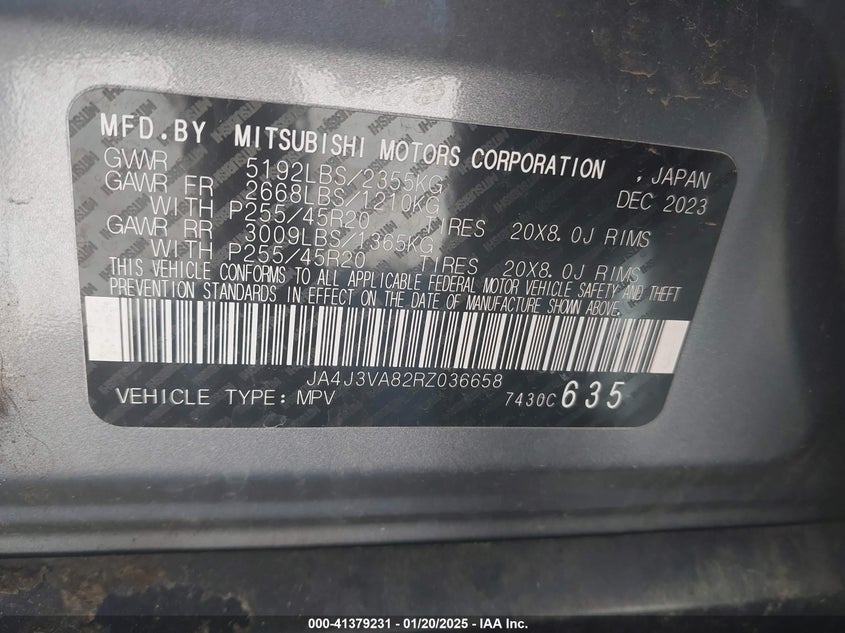 MFD.BY MITSUBISHI MOTORS CORPORATION , JAPAN
GWWR 5192LBS/2355KG DEC 2023
GAWR FR 2668LBS/1210KG
WITH P255/45R20 TIRES 20X8.0J RIMS
GAWR RR 3009LBS/1365KG
WITH P255/45R20 TIRES 20X8.0J RIMS
THIS VEHICLE CONFORMS TO ALL APPLICABLE FEDERAL MOTOR VEHICLE SAFETY AND THEFT
PREVENTION STANDARDS IN EFFECT ON THE DATE OF MANUFACTURE SHOWN ABOVE.
JA4J3VA82RZ036658
VEHICLE TYPE: MPV 7430C 635
000-41379231 - 01/20/2025 - IAA Inc.